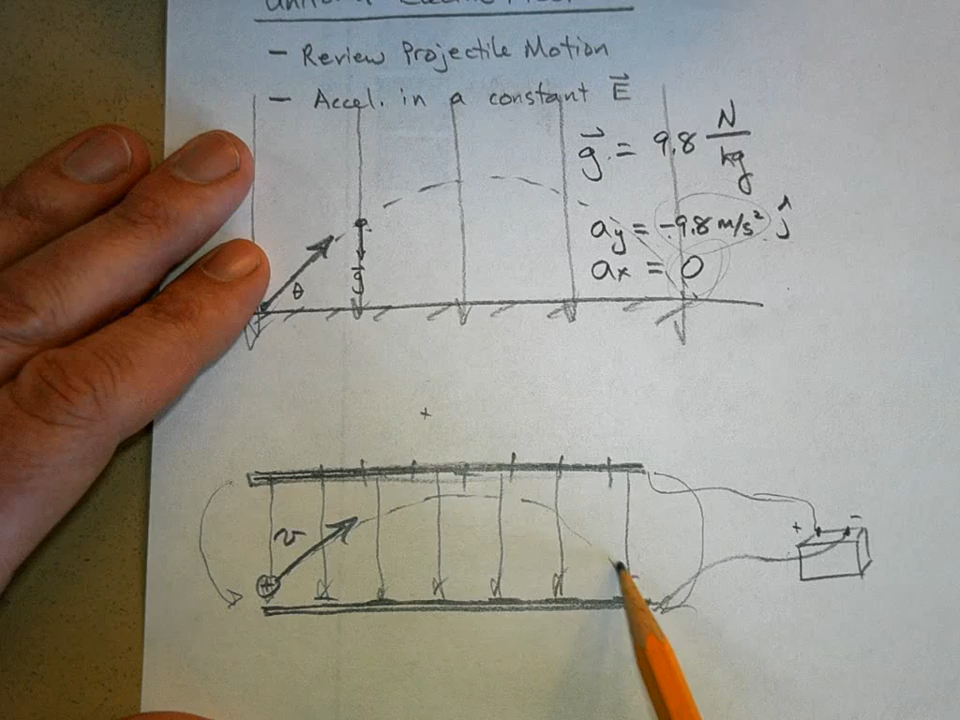 - Review Projectile Motion
- Accel. in a constant E⃗
g⃗ = 9.8 N/kg
ay = -9.8 m/s² ĵ
ax = 0
θ
g⃗
+
v
+
+ -